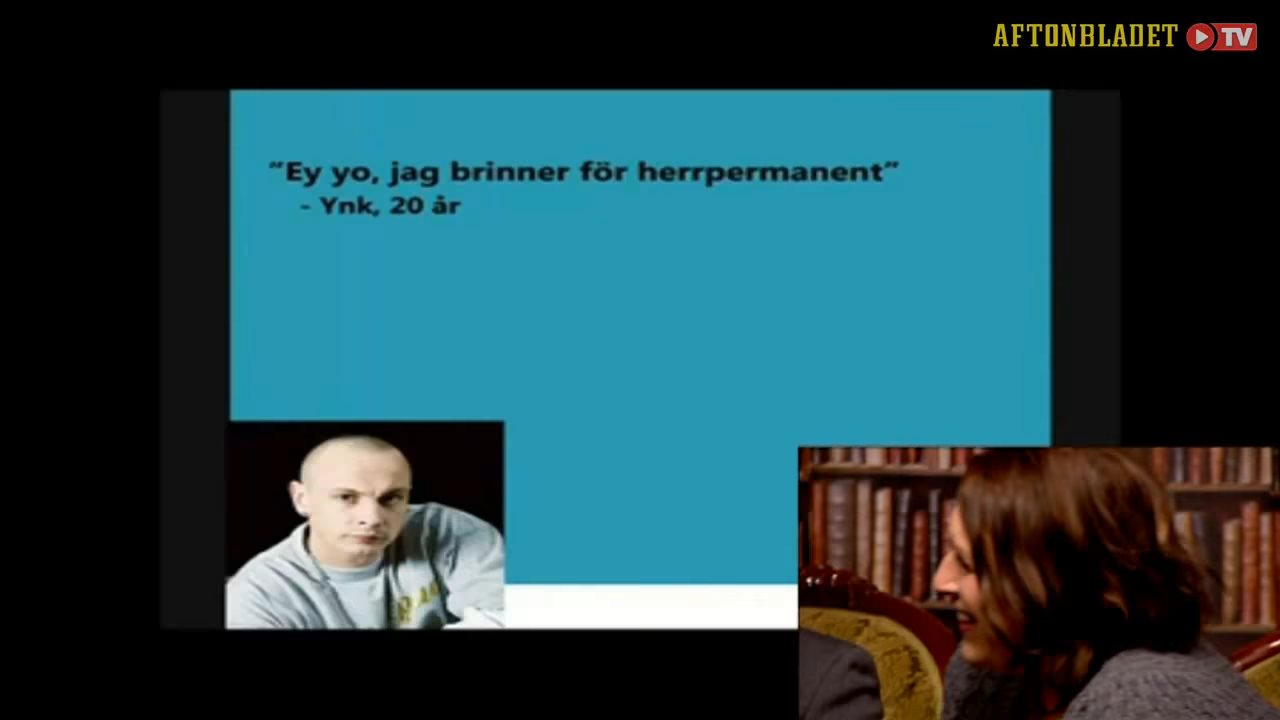 AFTONBLADET TV
”Ey yo, jag brinner för herrpermanent”
- Ynk, 20 år